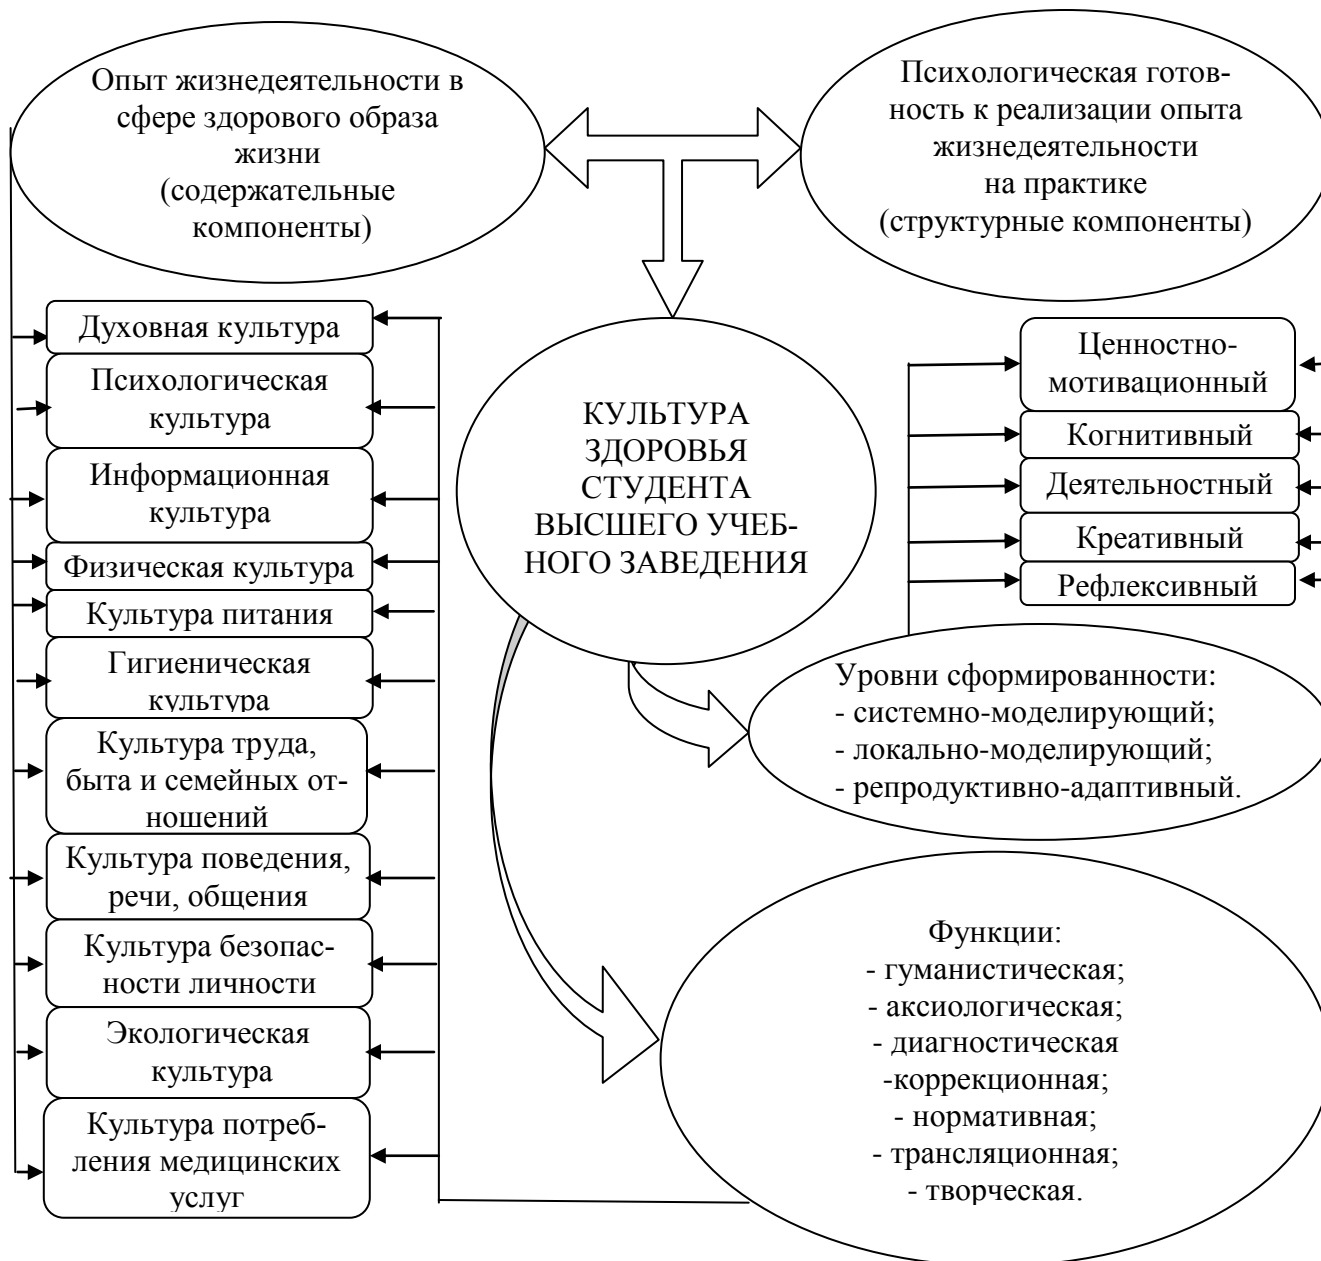 Опыт жизнедеятельности в
сфере здорового образа
жизни
(содержательные
компоненты)
Психологическая готов-
ность к реализации опыта
жизнедеятельности
на практике
(структурные компоненты)
Духовная культура
Психологическая
культура
Информационная
культура
Физическая культура
Культура питания
Гигиеническая
культура
Культура труда,
быта и семейных от-
ношений
Культура поведения,
речи, общения
Культура безопас-
ности личности
Экологическая
культура
Культура потреб-
ления медицинских
услуг
КУЛЬТУРА
ЗДОРОВЬЯ
СТУДЕНТА
ВЫСШЕГО УЧЕБ-
НОГО ЗАВЕДЕНИЯ
Ценностно-
мотивационный
Когнитивный
Деятельностный
Креативный
Рефлексивный
Уровни сформированности:
- системно-моделирующий;
- локально-моделирующий;
- репродуктивно-адаптивный.
Функции:
- гуманистическая;
- аксиологическая;
- диагностическая
-коррекционная;
- нормативная;
- трансляционная;
- творческая.